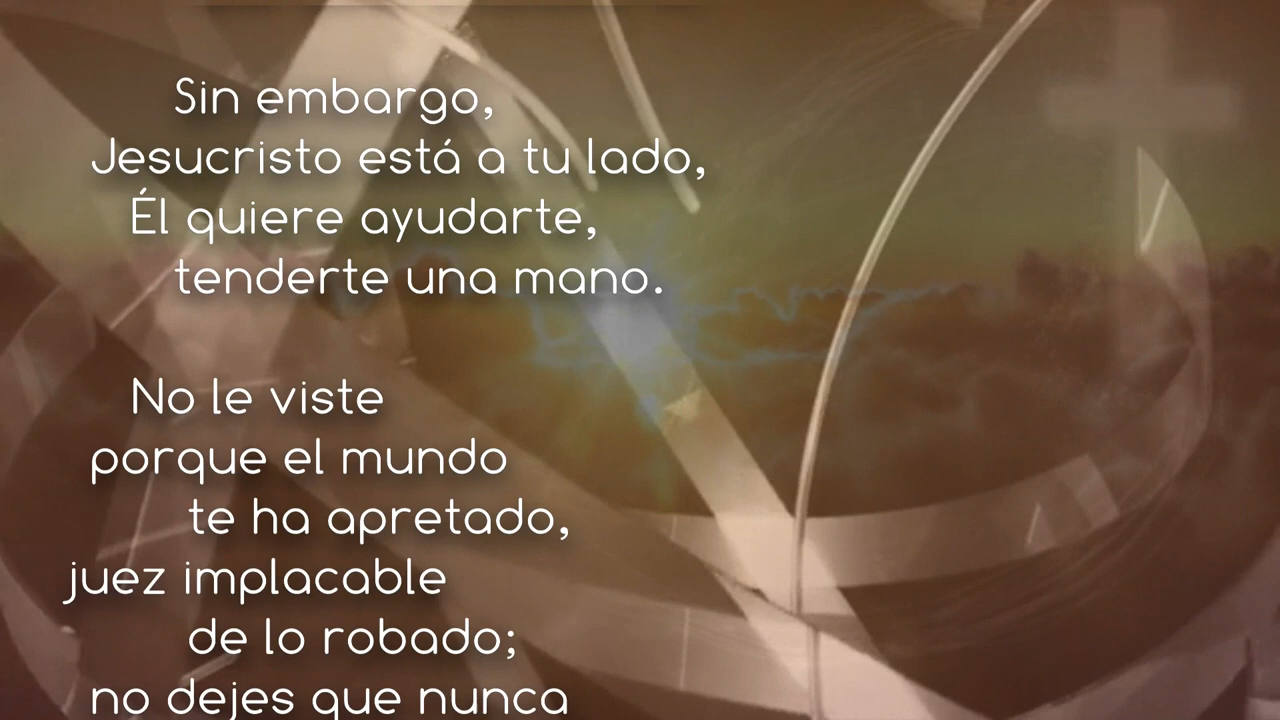 Sin embargo,
Jesucristo está a tu lado,
Él quiere ayudarte,
tenderte una mano.
No le viste
porque el mundo
te ha apretado,
juez implacable
de lo robado;
no dejes que nunca